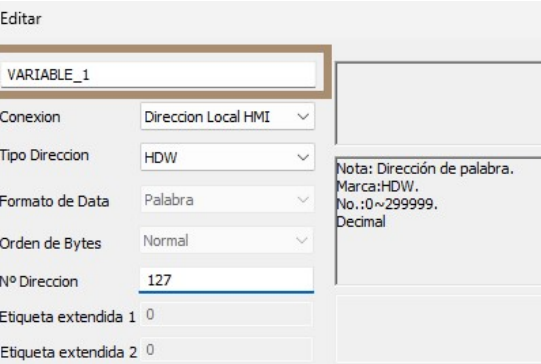 Editar
VARIABLE_1
Conexion Direccion Local HMI
Tipo Direccion HDW
Formato de Data Palabra
Orden de Bytes Normal
Nº Direccion 127
Etiqueta extendida 1 0
Etiqueta extendida 2 0
Nota: Dirección de palabra.
Marca:HDW.
No.:0~299999.
Decimal